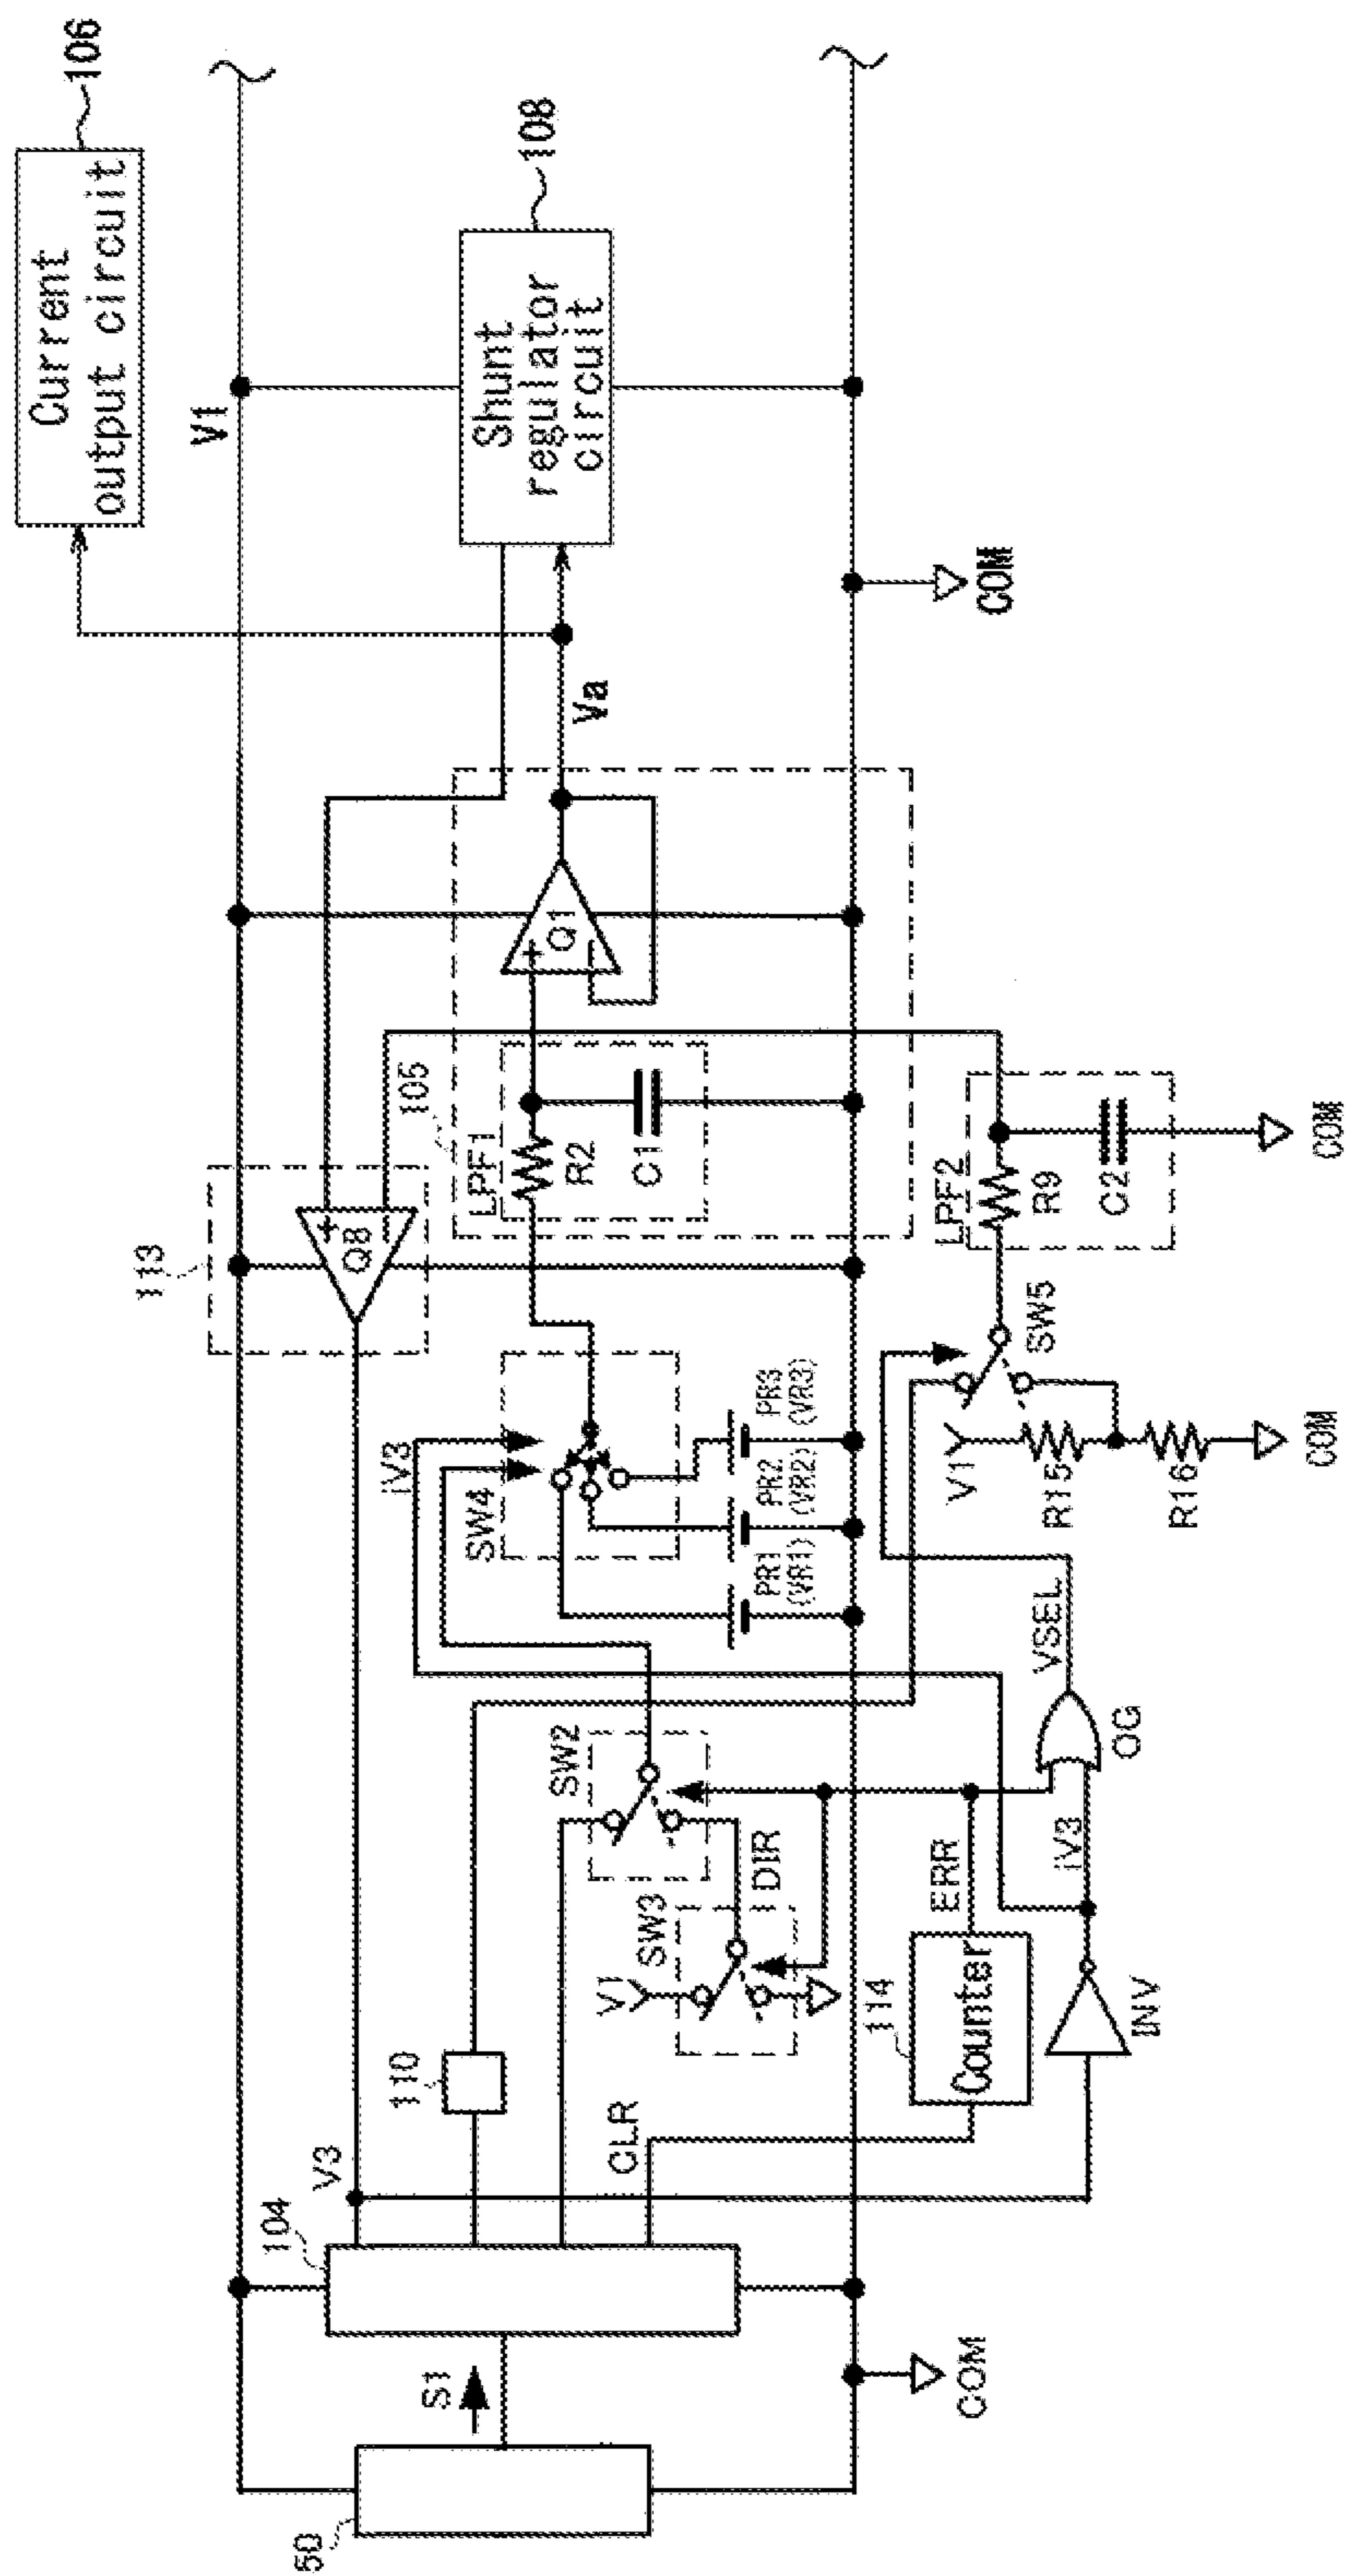 Current
output circuit
106
V1
Shunt
regulator
circuit
108
Va
COM
113
Q8
105
Q1
LPF1
R2
C1
LPF2
R9
C2
COM
iV3
SW4
PR1
(VR1)
PR2
(VR2)
PR3
(VR3)
SW5
V1
R15
R16
COM
VSEL
OG
SW2
SW3
V1
DIR
ERR
iV3
114
Counter
INV
110
CLR
V3
104
S1
50
COM